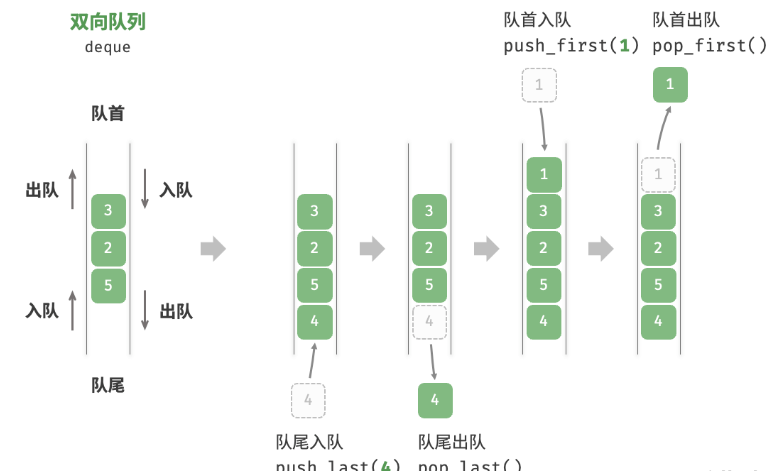 双向队列
deque
队首
出队
入队
3
2
5
入队
出队
队尾
3
2
5
4
4
队尾入队
push_last(4)
3
2
5
4
4
队尾出队
pop_last()
队首入队
push_first(1)
1
1
3
2
5
4
队首出队
pop_first()
1
1
3
2
5
4